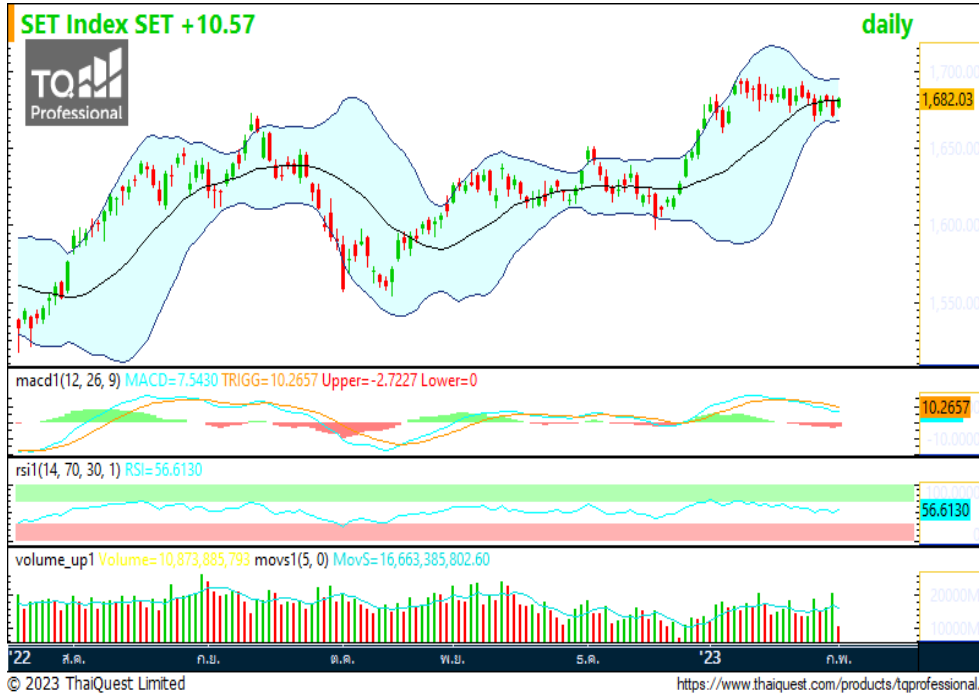 SET Index SET +10.57
daily
TQ
Professional
1,700.00
1,682.03
1,650.00
1,600.00
1,550.00
macd1(12, 26, 9) MACD=7.5430 TRIGG=10.2657 Upper=-2.7227 Lower=0
10.2657
-10.0000
rsi1(14, 70, 30, 1) RSI=56.6130
100.0000
56.6130
volume_up1 Volume=10,873,885,793 movs1(5, 0) MovS=16,663,385,802.60
20000M
10000M
'22 ส.ค. ก.ย. ต.ค. พ.ย. ธ.ค. '23 ก.พ.
© 2023 ThaiQuest Limited
https://www.thaiquest.com/products/tqprofessional